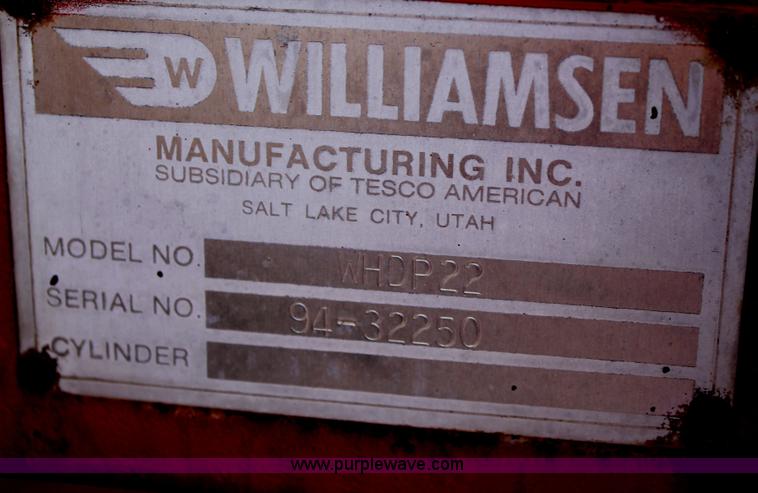 W WILLIAMSEN
MANUFACTURING INC.
SUBSIDIARY OF TESCO AMERICAN
SALT LAKE CITY, UTAH
MODEL NO. WHDP22
SERIAL NO. 94-32250
CYLINDER
www.purplewave.com